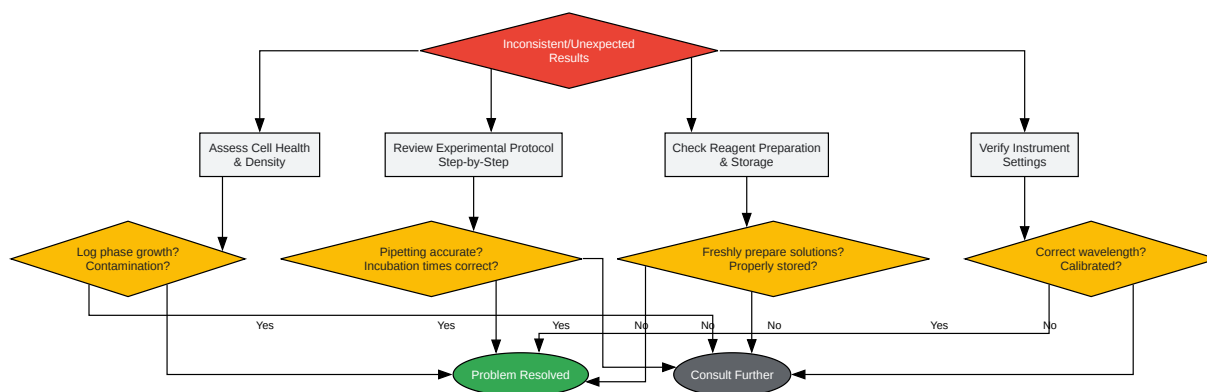 Inconsistent/Unexpected
Results
Assess Cell Health
& Density
Review Experimental Protocol
Step-by-Step
Check Reagent Preparation
& Storage
Verify Instrument
Settings
Log phase growth?
Contamination?
Pipetting accurate?
Incubation times correct?
Freshly prepare solutions?
Properly stored?
Correct wavelength?
Calibrated?
Yes
Yes
Yes
No
No
No
Yes
No
Problem Resolved
Consult Further